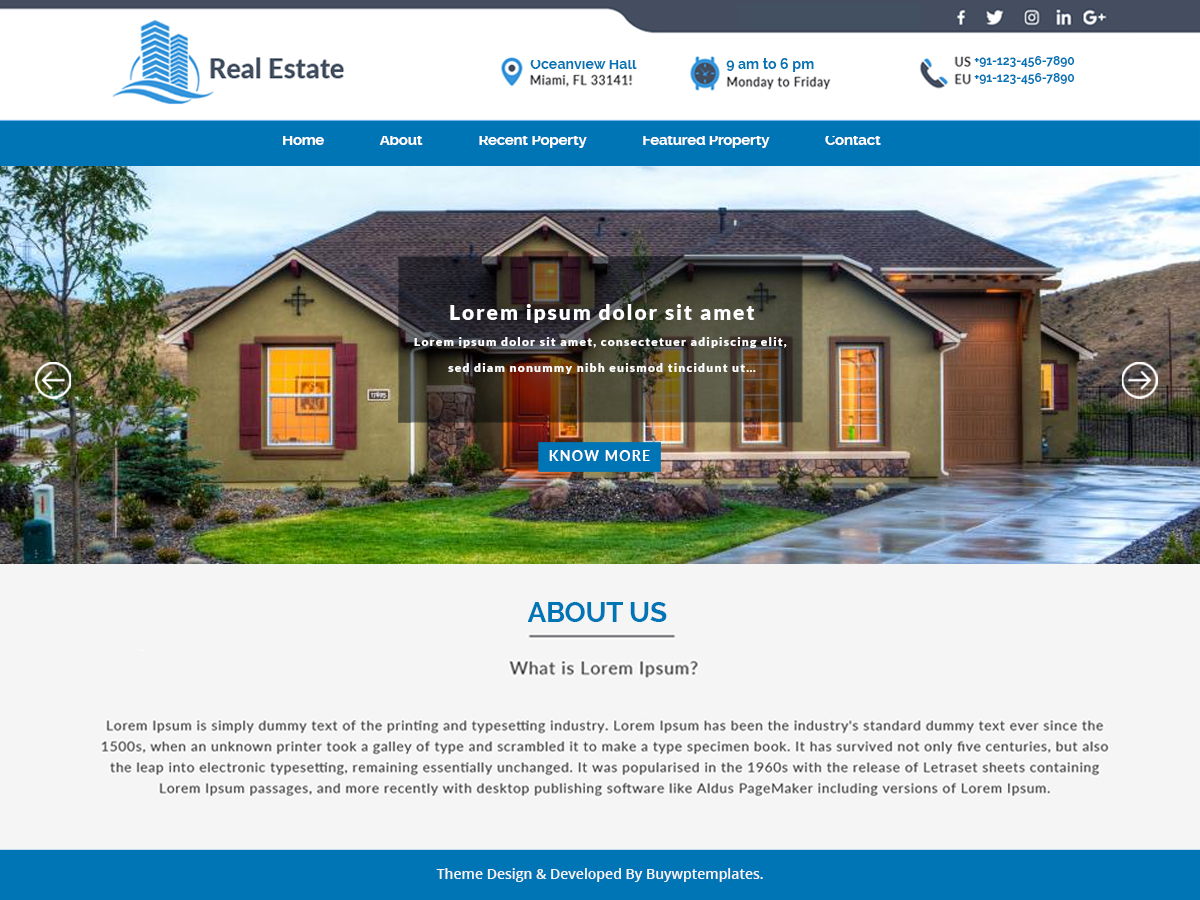 Real Estate
Oceanview Hall
Miami, FL 33141!
9 am to 6 pm
Monday to Friday
US +91-123-456-7890
EU +91-123-456-7890
Home About Recent Poperty Featured Property Contact
Lorem ipsum dolor sit amet
Lorem ipsum dolor sit amet, consectetuer adipiscing elit,
sed diam nonummy nibh euismod tincidunt ut...
KNOW MORE
ABOUT US
What is Lorem Ipsum?
Lorem Ipsum is simply dummy text of the printing and typesetting industry. Lorem Ipsum has been the industry's standard dummy text ever since the
1500s, when an unknown printer took a galley of type and scrambled it to make a type specimen book. It has survived not only five centuries, but also
the leap into electronic typesetting, remaining essentially unchanged. It was popularised in the 1960s with the release of Letraset sheets containing
Lorem Ipsum passages, and more recently with desktop publishing software like Aldus PageMaker including versions of Lorem Ipsum.
Theme Design & Developed By Buywptemplates.